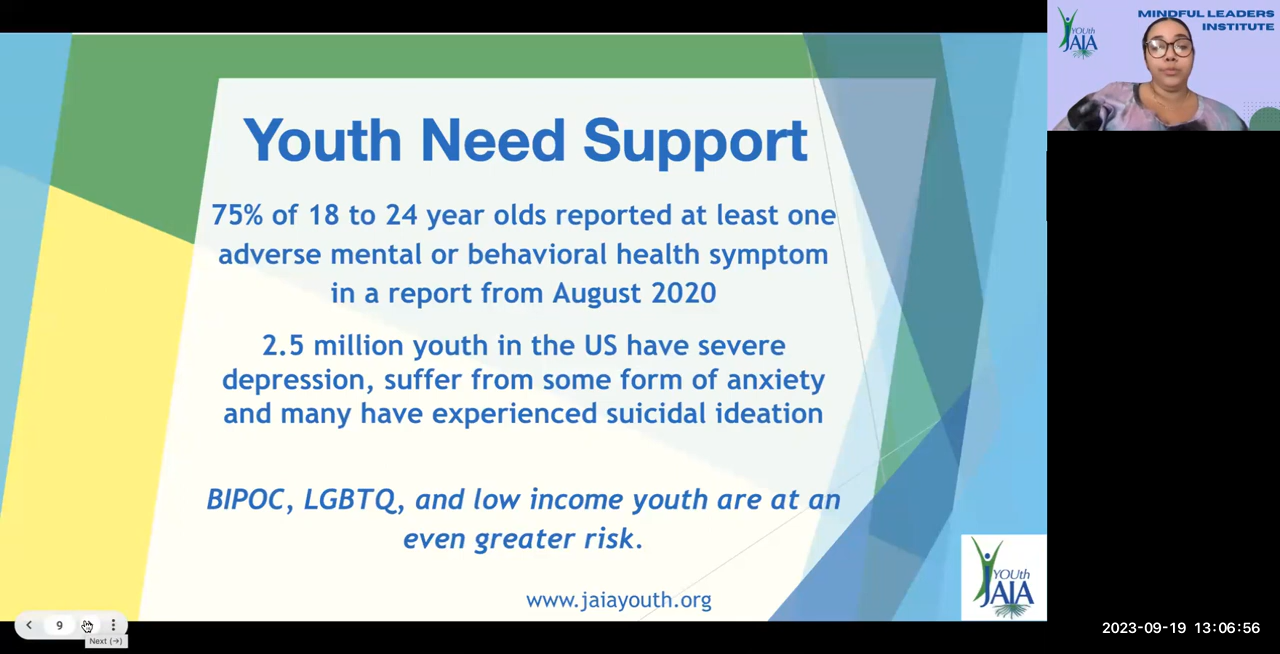 MINDFUL LEADERS
INSTITUTE
YOUth
JAIA
Youth Need Support
75% of 18 to 24 year olds reported at least one
adverse mental or behavioral health symptom
in a report from August 2020
2.5 million youth in the US have severe
depression, suffer from some form of anxiety
and many have experienced suicidal ideation
BIPOC, LGBTQ, and low income youth are at an
even greater risk.
www.jaiayouth.org
YOUth
JAIA
9
Next (→)
2023-09-19 13:06:56